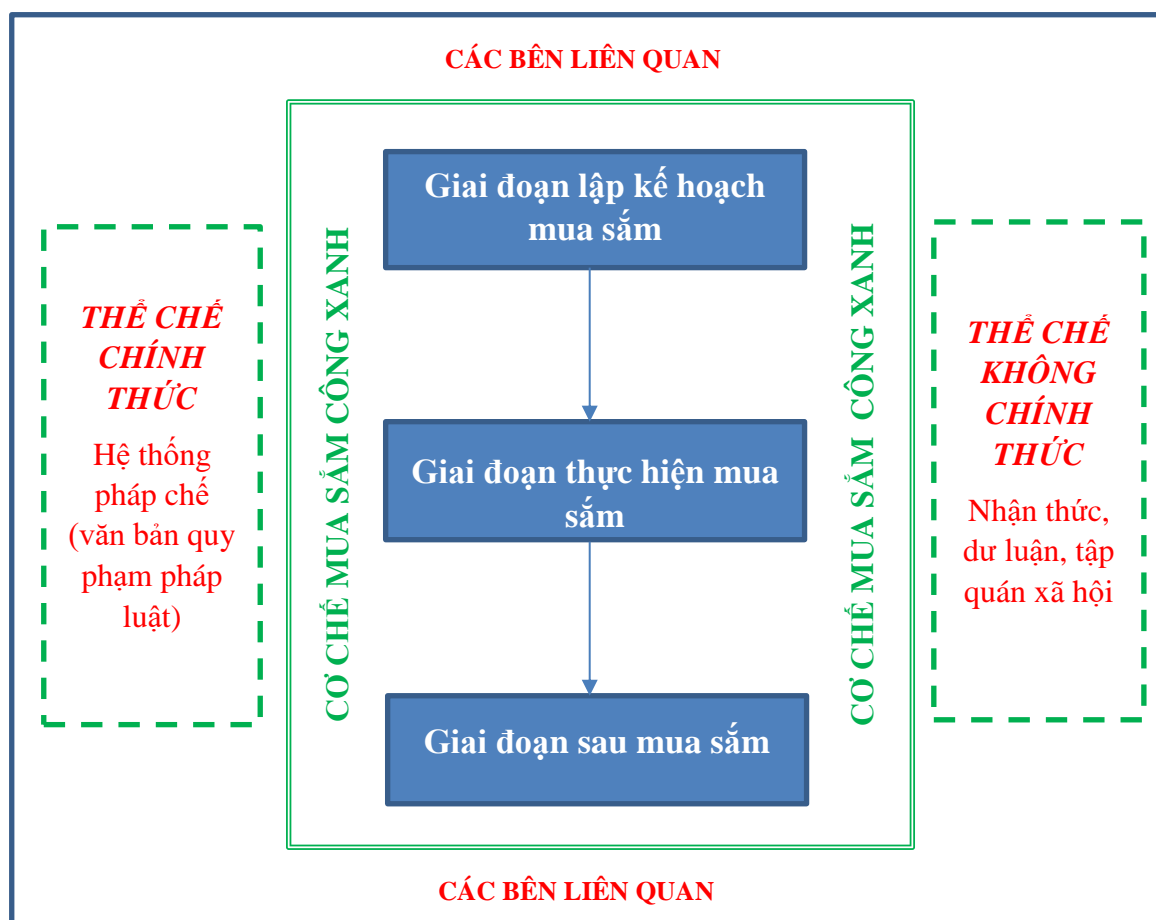 CÁC BÊN LIÊN QUAN
THỂ CHẾ
CHÍNH
THỨC
Hệ thống
pháp chế
(văn bản quy
phạm pháp
luật)
CƠ CHẾ MUA SẮM CÔNG XANH
Giai đoạn lập kế hoạch
mua sắm
Giai đoạn thực hiện mua
sắm
Giai đoạn sau mua sắm
CƠ CHẾ MUA SẮM CÔNG XANH
THỂ CHẾ
KHÔNG
CHÍNH
THỨC
Nhận thức,
dư luận, tập
quán xã hội
CÁC BÊN LIÊN QUAN